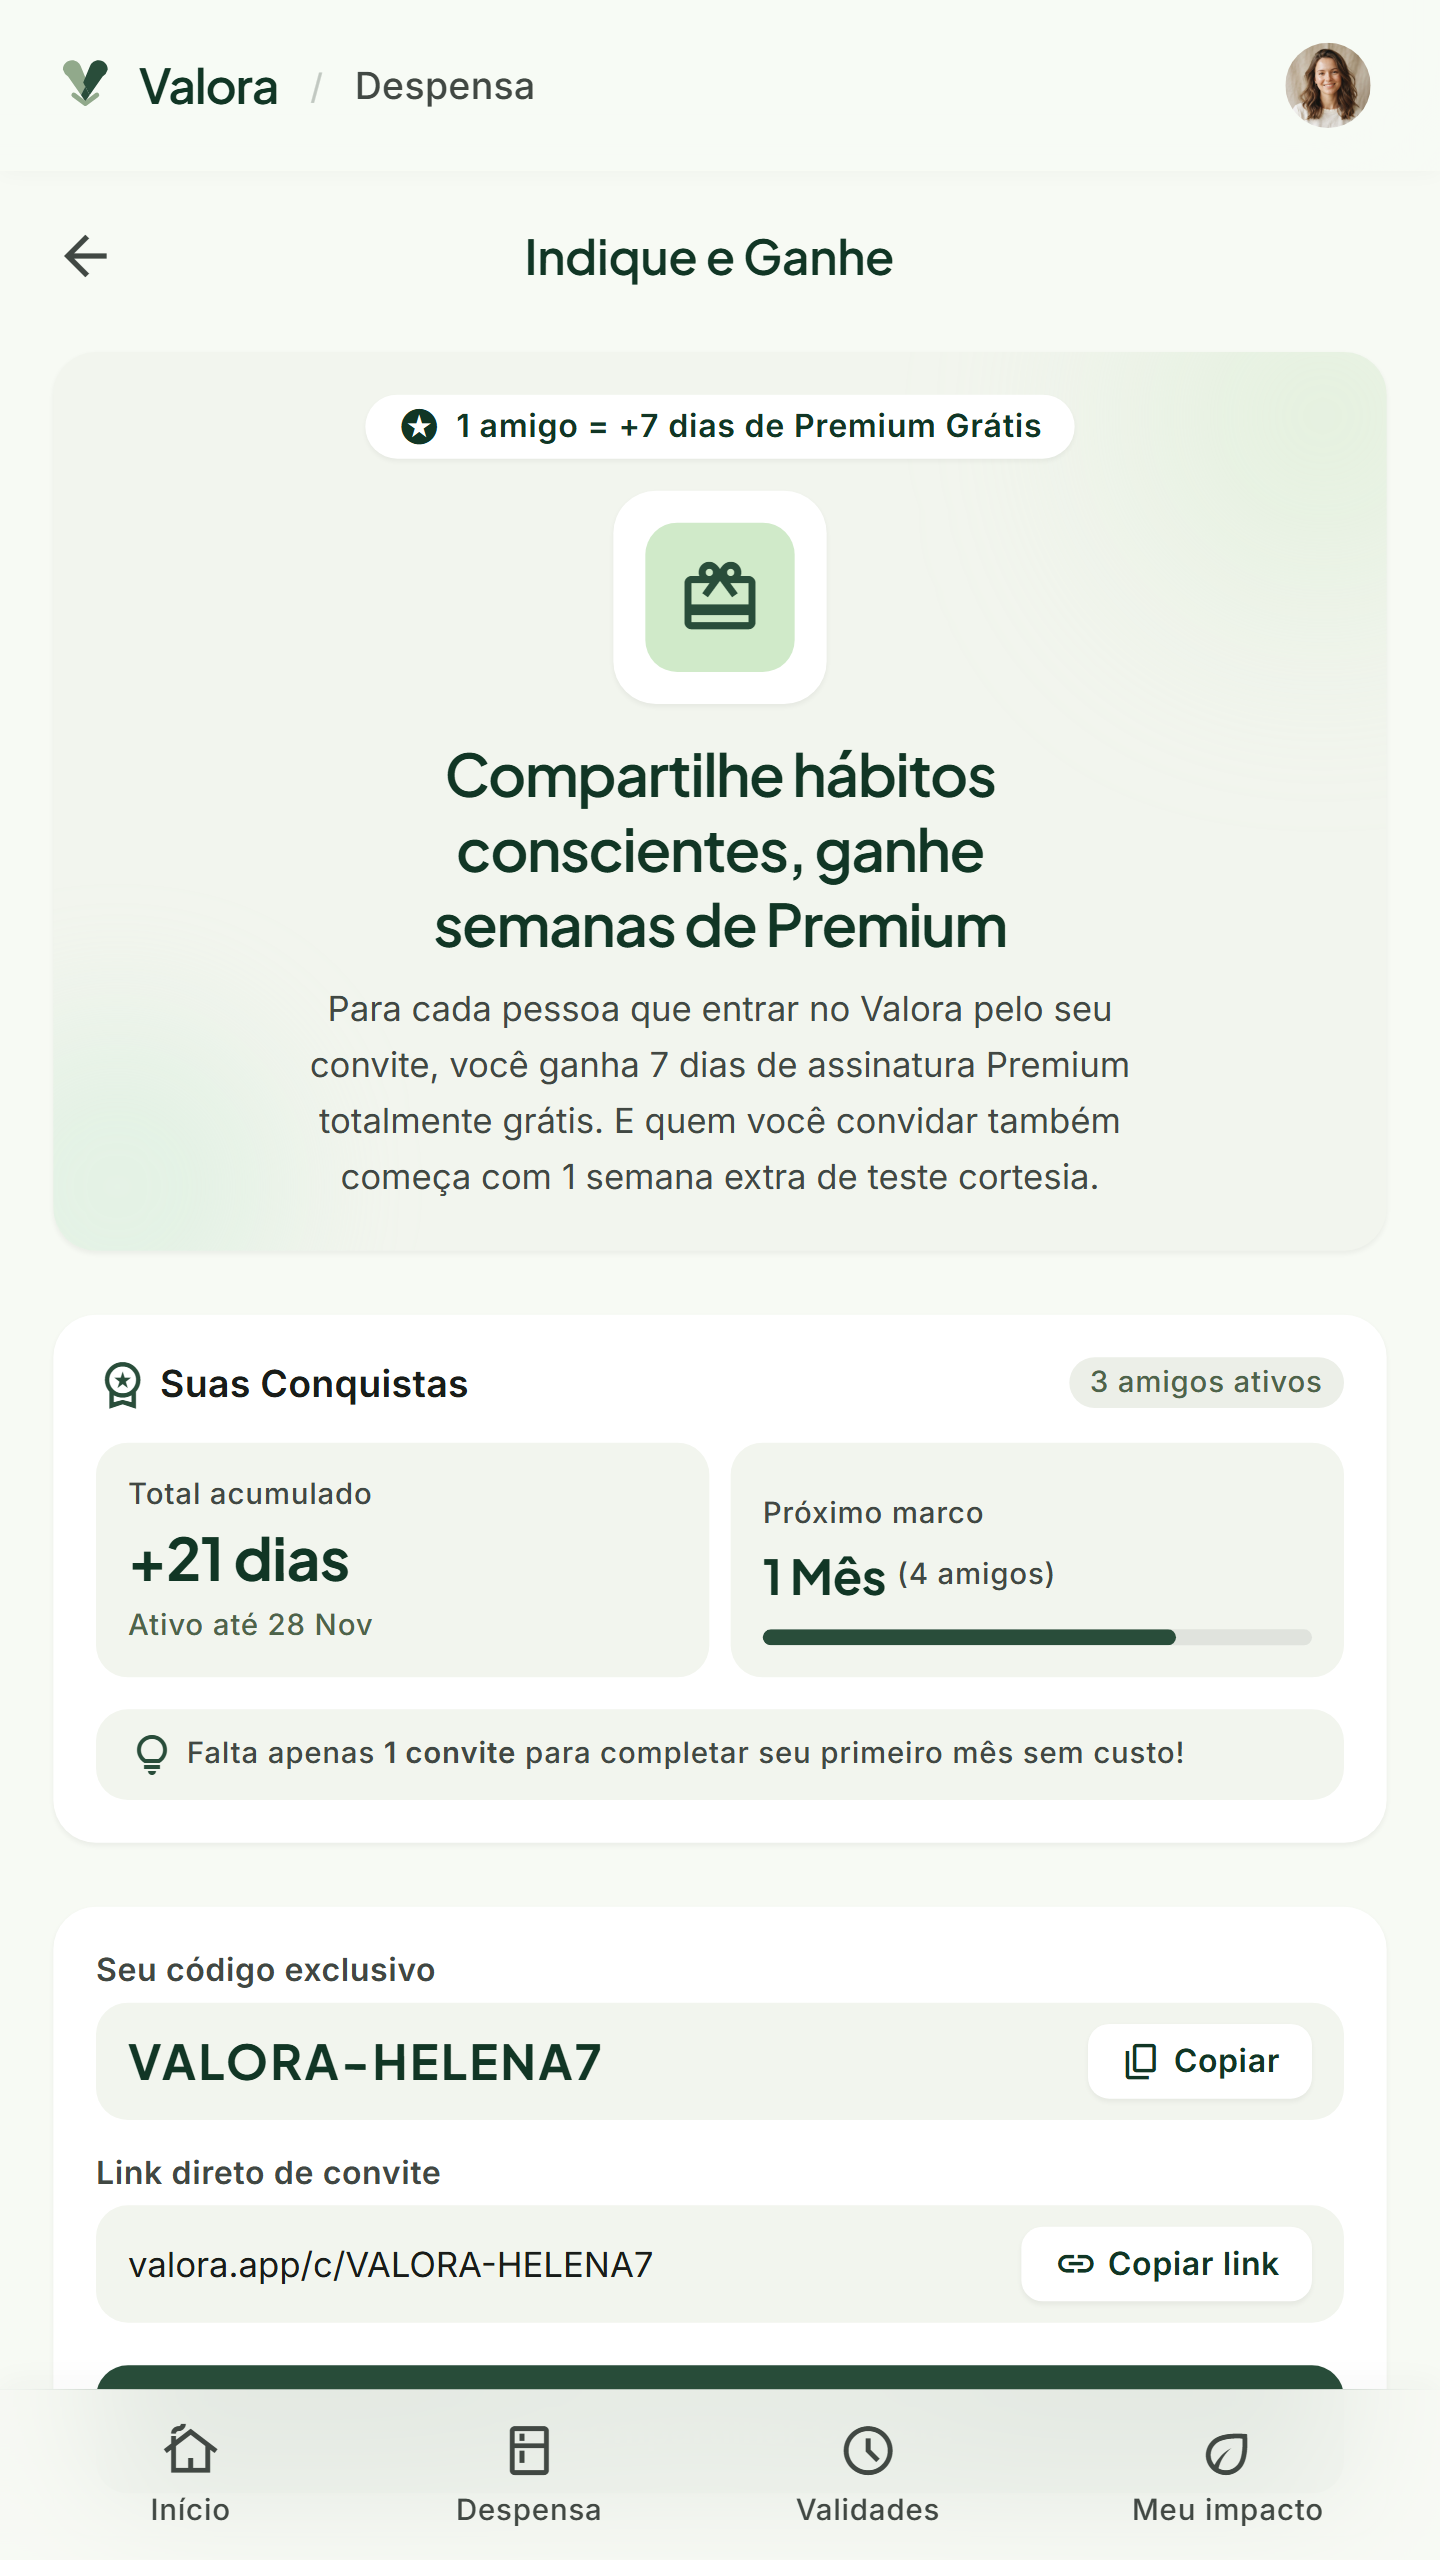 Valora / Despensa
Indique e Ganhe
1 amigo = +7 dias de Premium Grátis
Compartilhe hábitos
conscientes, ganhe
semanas de Premium
Para cada pessoa que entrar no Valora pelo seu
convite, você ganha 7 dias de assinatura Premium
totalmente grátis. E quem você convidar também
começa com 1 semana extra de teste cortesia.
Suas Conquistas
3 amigos ativos
Total acumulado
+21 dias
Ativo até 28 Nov
Próximo marco
1 Mês (4 amigos)
Falta apenas 1 convite para completar seu primeiro mês sem custo!
Seu código exclusivo
VALORA-HELENA7
Copiar
Link direto de convite
valora.app/c/VALORA-HELENA7
Copiar link
Início
Despensa
Validades
Meu impacto